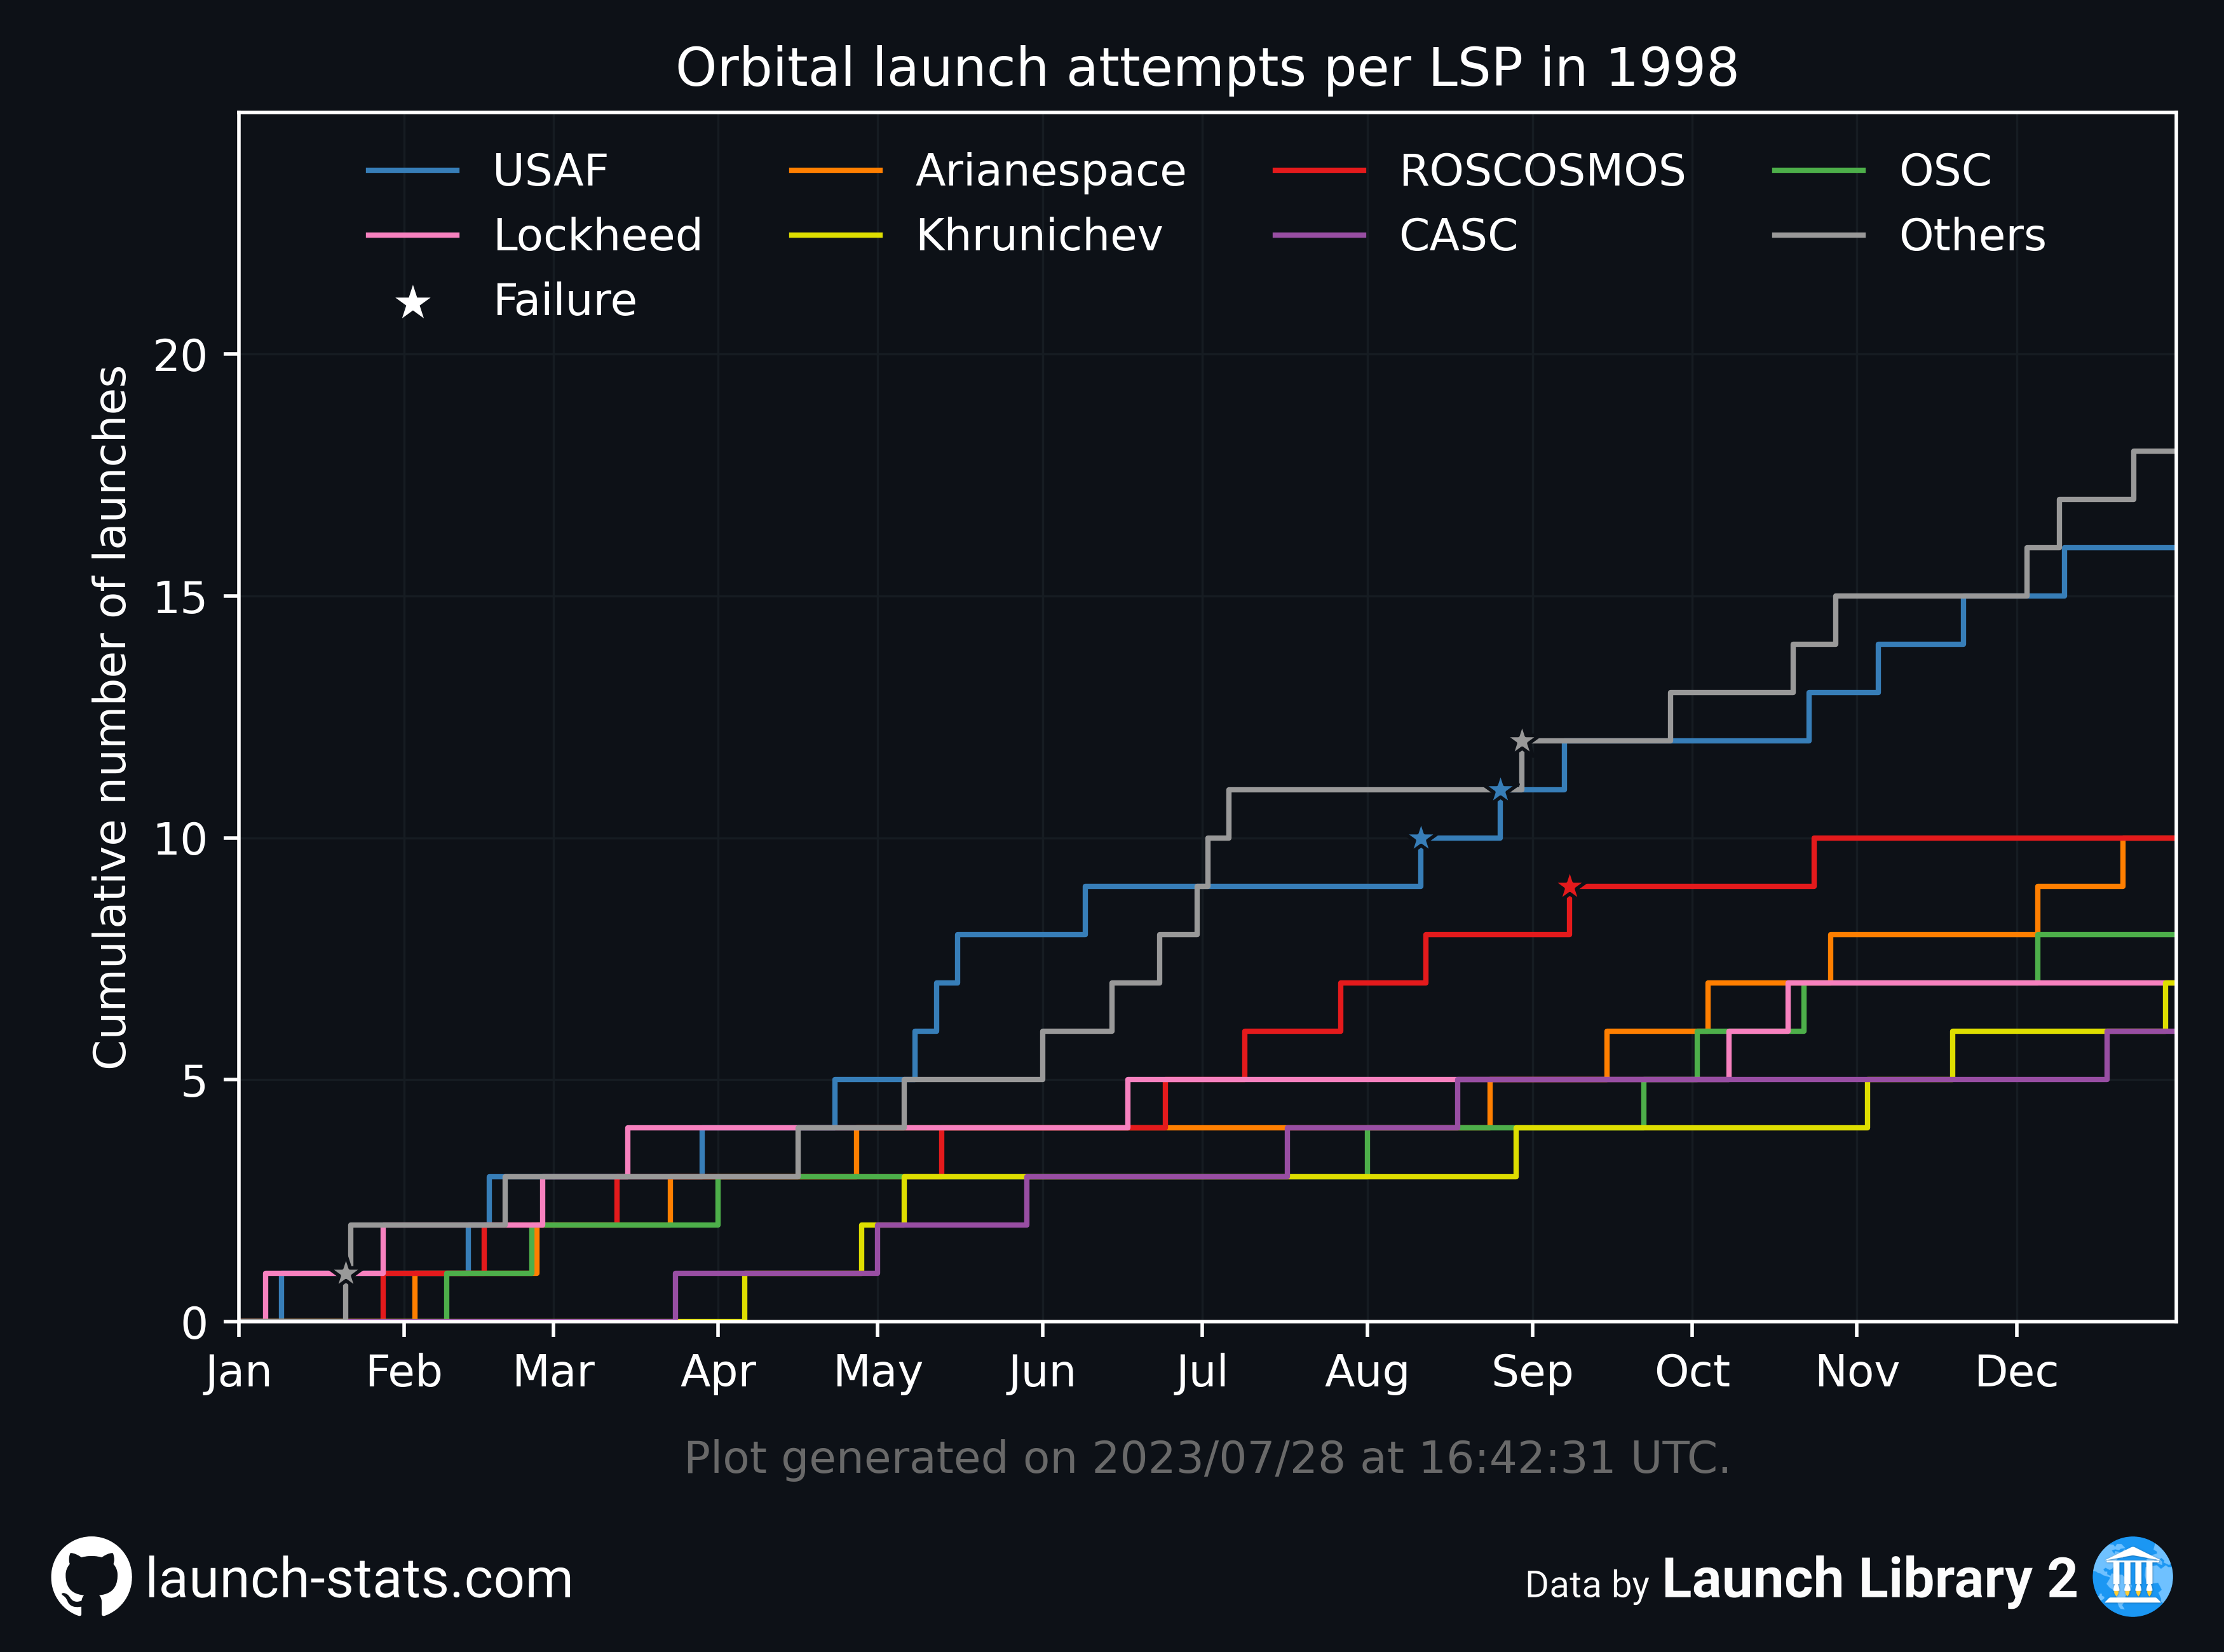 Orbital launch attempts per LSP in 1998
USAF Arianespace ROSCOSMOS OSC
Lockheed Khrunichev CASC Others
Failure
Cumulative number of launches
20
15
10
5
0
Jan Feb Mar Apr May Jun Jul Aug Sep Oct Nov Dec
Plot generated on 2023/07/28 at 16:42:31 UTC.
launch-stats.com
Data by Launch Library 2